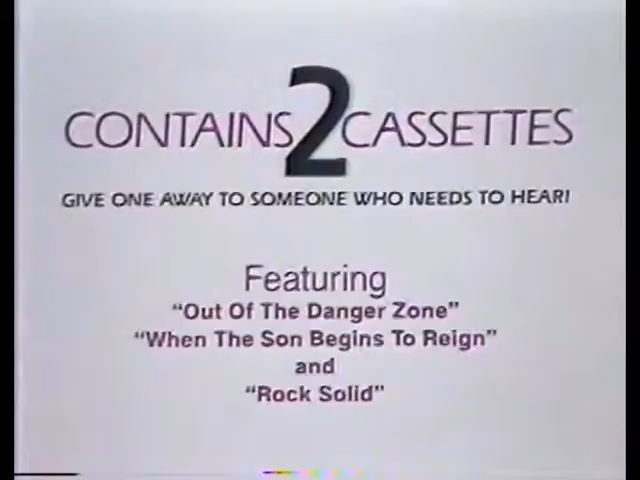 CONTAINS 2 CASSETTES
GIVE ONE AWAY TO SOMEONE WHO NEEDS TO HEAR!
Featuring
"Out Of The Danger Zone"
"When The Son Begins To Reign"
and
"Rock Solid"